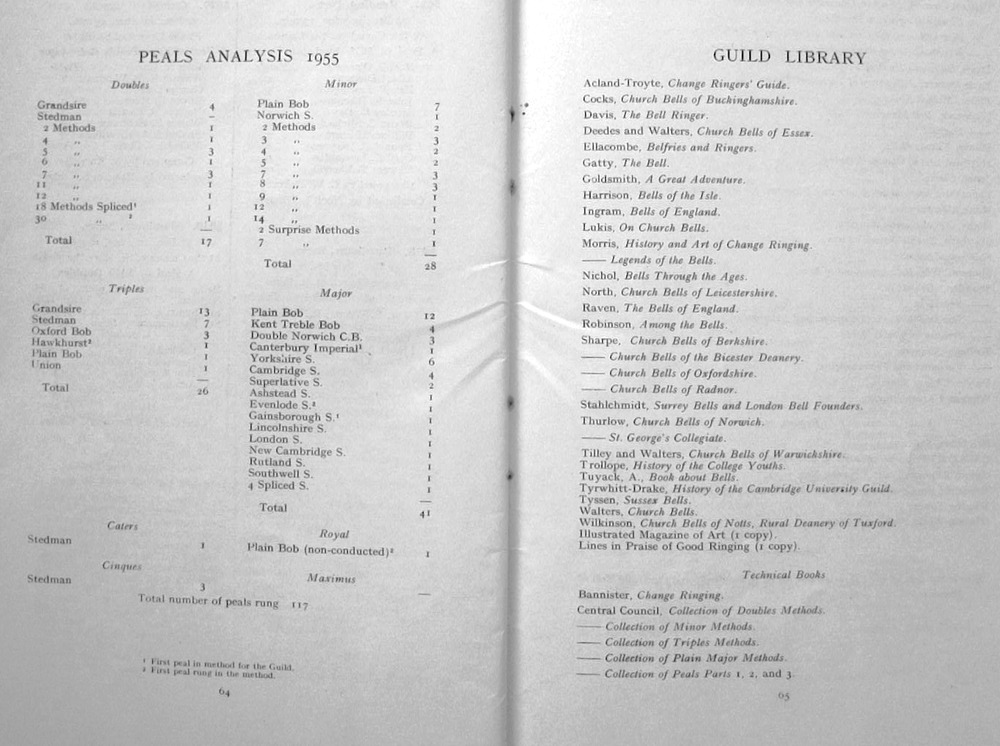 PEALS ANALYSIS 1955
Doubles
Grandsire 4
Stedman –
2 Methods 1
4 „ 1
5 „ 3
6 „ 1
7 „ 3
11 „ 1
12 „ 1
18 Methods Spliced¹ 1
30 „ ² 1
Total 17
Minor
Plain Bob 7
Norwich S. 1
2 Methods 2
3 „ 3
4 „ 2
5 „ 2
7 „ 3
8 „ 3
9 „ 1
12 „ 1
14 „ 1
2 Surprise Methods 1
7 „ 1
Total 28
Triples
Grandsire 13
Stedman 7
Oxford Bob 3
Hawkhurst² 1
Plain Bob 1
Union 1
Total 26
Major
Plain Bob 12
Kent Treble Bob 4
Double Norwich C.B. 3
Canterbury Imperial¹ 1
Yorkshire S. 6
Cambridge S. 4
Superlative S. 2
Ashstead S. 1
Evenlode S.² 1
Gainsborough S.¹ 1
Lincolnshire S. 1
London S. 1
New Cambridge S. 1
Rutland S. 1
Southwell S. 1
4 Spliced S. 1
Total 41
Caters
Stedman 1
Royal
Plain Bob (non-conducted)² 1
Cinques
Stedman 3
Maximus
—
Total number of peals rung 117
¹ First peal in method for the Guild.
² First peal rung in the method.
64
GUILD LIBRARY
Acland-Troyte, Change Ringers' Guide.
Cocks, Church Bells of Buckinghamshire.
Davis, The Bell Ringer.
Deedes and Walters, Church Bells of Essex.
Ellacombe, Belfries and Ringers.
Gatty, The Bell.
Goldsmith, A Great Adventure.
Harrison, Bells of the Isle.
Ingram, Bells of England.
Lukis, On Church Bells.
Morris, History and Art of Change Ringing.
—— Legends of the Bells.
Nichol, Bells Through the Ages.
North, Church Bells of Leicestershire.
Raven, The Bells of England.
Robinson, Among the Bells.
Sharpe, Church Bells of Berkshire.
—— Church Bells of the Bicester Deanery.
—— Church Bells of Oxfordshire.
—— Church Bells of Radnor.
Stahlchmidt, Surrey Bells and London Bell Founders.
Thurlow, Church Bells of Norwich.
—— St. George's Collegiate.
Tilley and Walters, Church Bells of Warwickshire.
Trollope, History of the College Youths.
Tuyack, A., Book about Bells.
Tyrwhitt-Drake, History of the Cambridge University Guild.
Tyssen, Sussex Bells.
Walters, Church Bells.
Wilkinson, Church Bells of Notts, Rural Deanery of Tuxford.
Illustrated Magazine of Art (1 copy).
Lines in Praise of Good Ringing (1 copy).
Technical Books
Bannister, Change Ringing.
Central Council, Collection of Doubles Methods.
—— Collection of Minor Methods.
—— Collection of Triples Methods.
—— Collection of Plain Major Methods.
—— Collection of Peals Parts 1, 2, and 3.
65